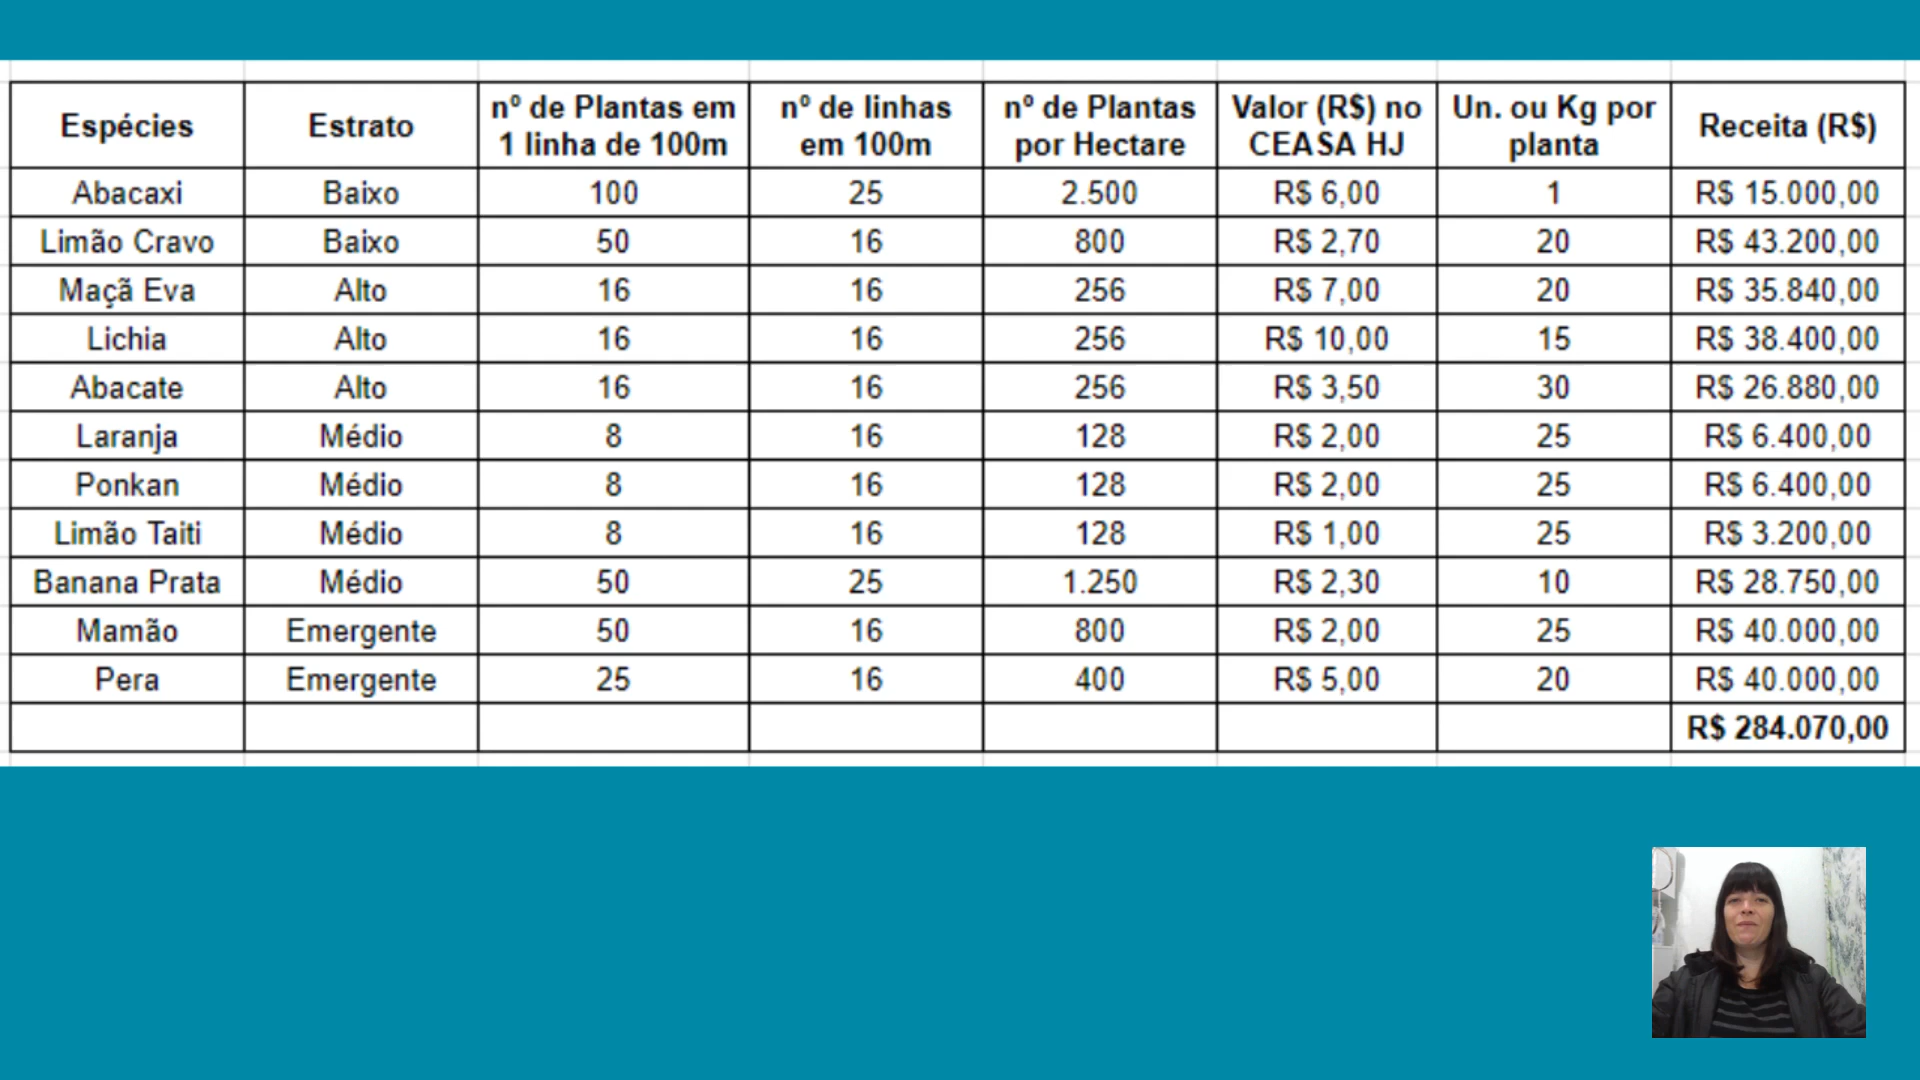 Espécies Estrato nº de Plantas em 1 linha de 100m nº de linhas em 100m nº de Plantas por Hectare Valor (R$) no CEASA HJ Un. ou Kg por planta Receita (R$)
Abacaxi Baixo 100 25 2.500 R$ 6,00 1 R$ 15.000,00
Limão Cravo Baixo 50 16 800 R$ 2,70 20 R$ 43.200,00
Maçã Eva Alto 16 16 256 R$ 7,00 20 R$ 35.840,00
Lichia Alto 16 16 256 R$ 10,00 15 R$ 38.400,00
Abacate Alto 16 16 256 R$ 3,50 30 R$ 26.880,00
Laranja Médio 8 16 128 R$ 2,00 25 R$ 6.400,00
Ponkan Médio 8 16 128 R$ 2,00 25 R$ 6.400,00
Limão Taiti Médio 8 16 128 R$ 1,00 25 R$ 3.200,00
Banana Prata Médio 50 25 1.250 R$ 2,30 10 R$ 28.750,00
Mamão Emergente 50 16 800 R$ 2,00 25 R$ 40.000,00
Pera Emergente 25 16 400 R$ 5,00 20 R$ 40.000,00
R$ 284.070,00